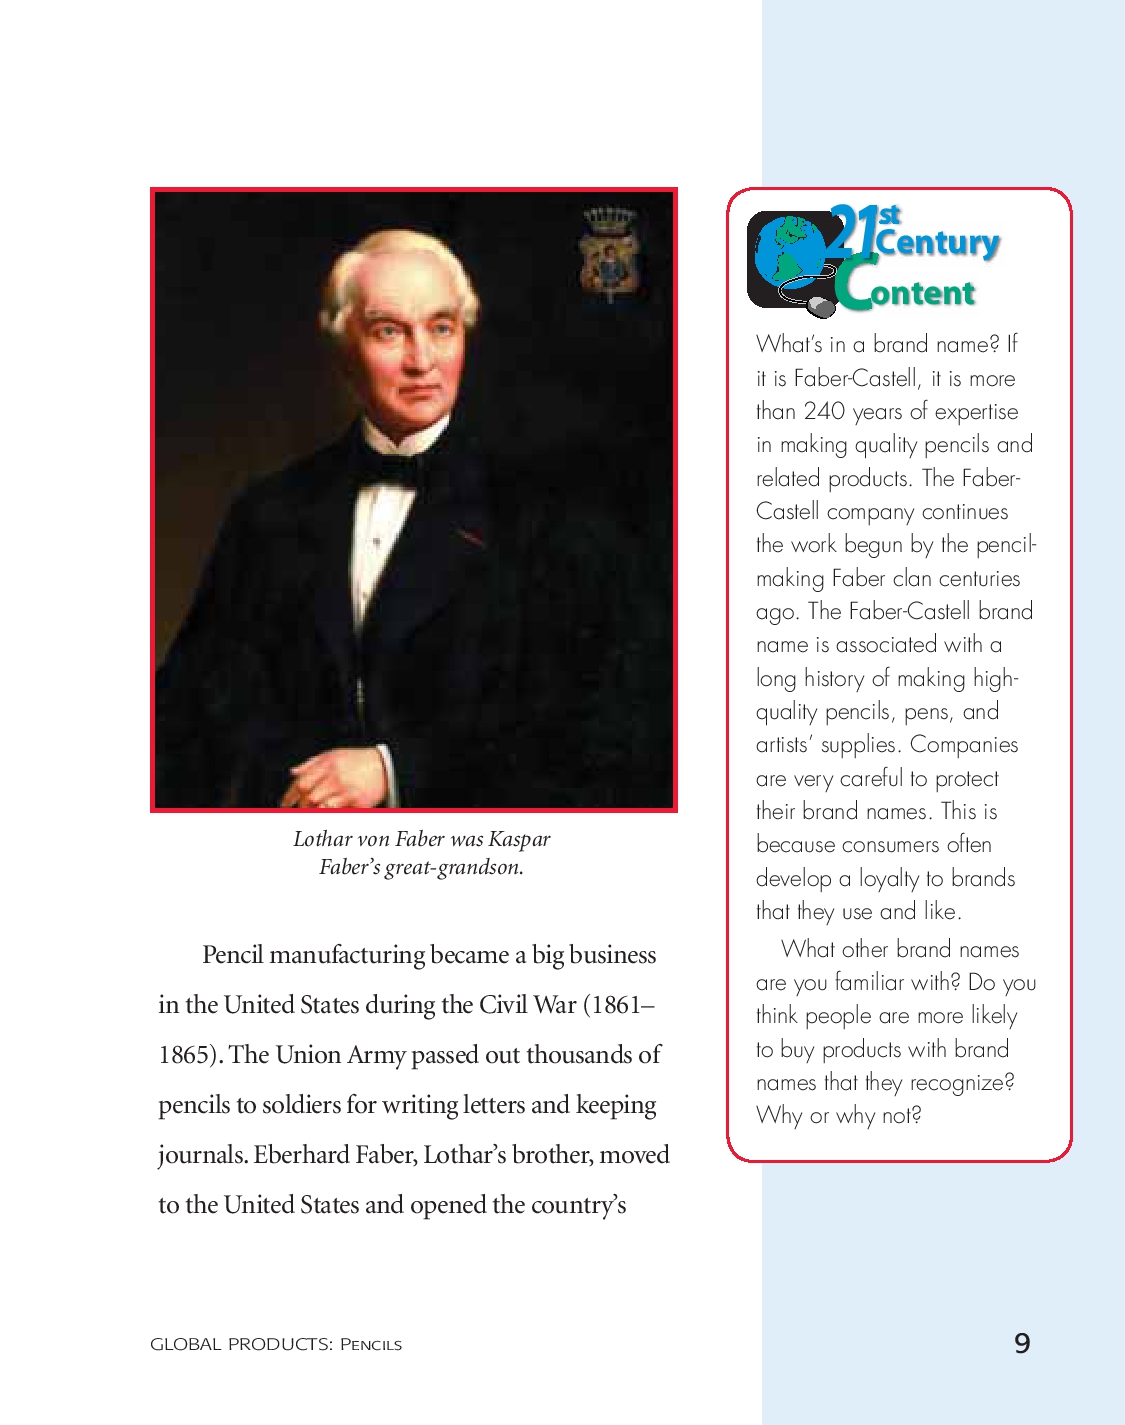 Lothar von Faber was Kaspar
Faber’s great-grandson.
Pencil manufacturing became a big business
in the United States during the Civil War (1861–
1865). The Union Army passed out thousands of
pencils to soldiers for writing letters and keeping
journals. Eberhard Faber, Lothar’s brother, moved
to the United States and opened the country’s
21st
Century
Content
What’s in a brand name? If
it is Faber-Castell, it is more
than 240 years of expertise
in making quality pencils and
related products. The Faber-
Castell company continues
the work begun by the pencil-
making Faber clan centuries
ago. The Faber-Castell brand
name is associated with a
long history of making high-
quality pencils, pens, and
artists’ supplies. Companies
are very careful to protect
their brand names. This is
because consumers often
develop a loyalty to brands
that they use and like.
What other brand names
are you familiar with? Do you
think people are more likely
to buy products with brand
names that they recognize?
Why or why not?
GLOBAL PRODUCTS: PENCILS
9